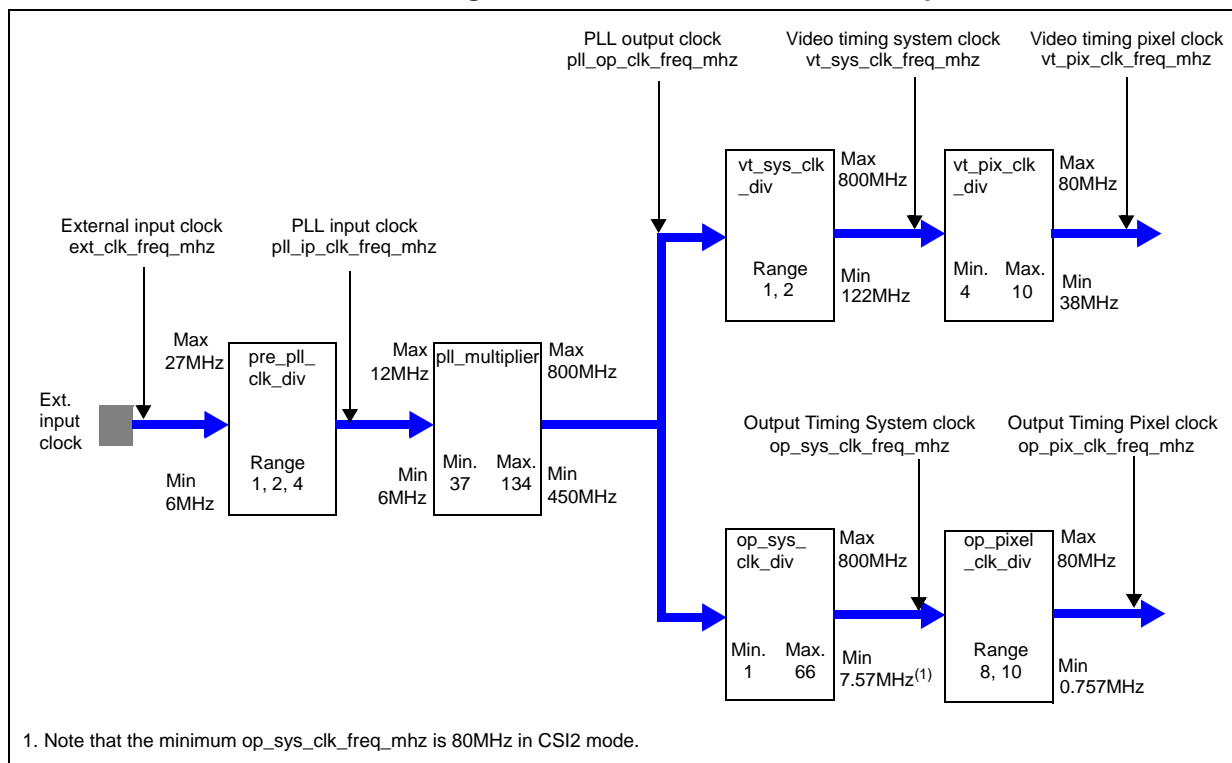 PLL output clock
pll_op_clk_freq_mhz
Video timing system clock
vt_sys_clk_freq_mhz
Video timing pixel clock
vt_pix_clk_freq_mhz
vt_sys_clk
_div
Range
1, 2
Max
800MHz
Min
122MHz
vt_pix_clk
_div
Min. Max.
4 10
Max
80MHz
Min
38MHz
External input clock
ext_clk_freq_mhz
PLL input clock
pll_ip_clk_freq_mhz
Ext.
input
clock
Max
27MHz
Min
6MHz
pre_pll_
clk_div
Range
1, 2, 4
Max
12MHz
Min
6MHz
pll_multiplier
Min. Max.
37 134
Max
800MHz
Min
450MHz
Output Timing System clock
op_sys_clk_freq_mhz
Output Timing Pixel clock
op_pix_clk_freq_mhz
op_sys_
clk_div
Min. Max.
1 66
Max
800MHz
Min
7.57MHz(1)
op_pixel
_clk_div
Range
8, 10
Max
80MHz
Min
0.757MHz
1. Note that the minimum op_sys_clk_freq_mhz is 80MHz in CSI2 mode.